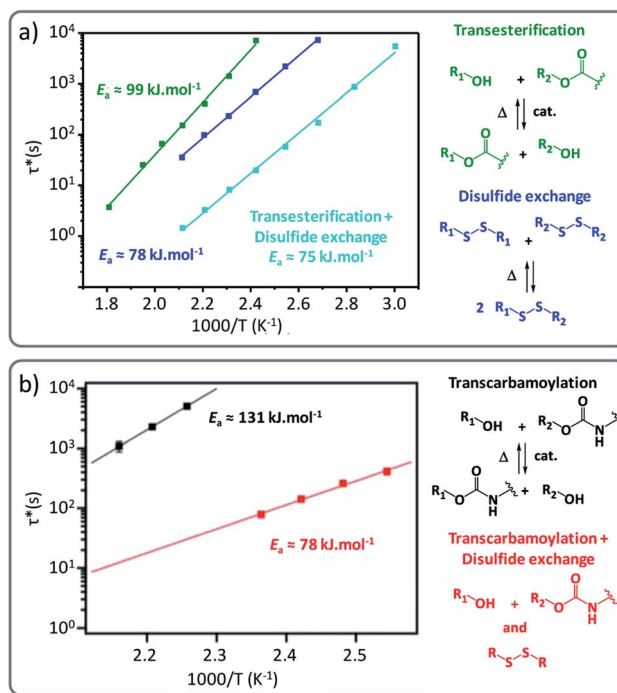 a)
10⁴
10³
10²
10¹
10⁰
τ*(s)
Eₐ ≈ 99 kJ.mol⁻¹
Eₐ ≈ 78 kJ.mol⁻¹
Transesterification +
Disulfide exchange
Eₐ ≈ 75 kJ.mol⁻¹
1.8 2.0 2.2 2.4 2.6 2.8 3.0
1000/T (K⁻¹)
Transesterification
R₁ OH + R₂ O O
Δ cat.
R₁ O O + R₂ OH
Disulfide exchange
R₁ S S R₁ + R₂ S S R₂
Δ
2 R₁ S S R₂
b)
10⁴
10³
10²
10¹
10⁰
τ*(s)
Eₐ ≈ 131 kJ.mol⁻¹
Eₐ ≈ 78 kJ.mol⁻¹
2.2 2.3 2.4 2.5
1000/T (K⁻¹)
Transcarbamoylation
R₁ OH + R₂ O O N H
Δ cat.
R₁ O O N H + R₂ OH
Transcarbamoylation +
Disulfide exchange
R₁ OH + R₂ O O N H
and
R S S R